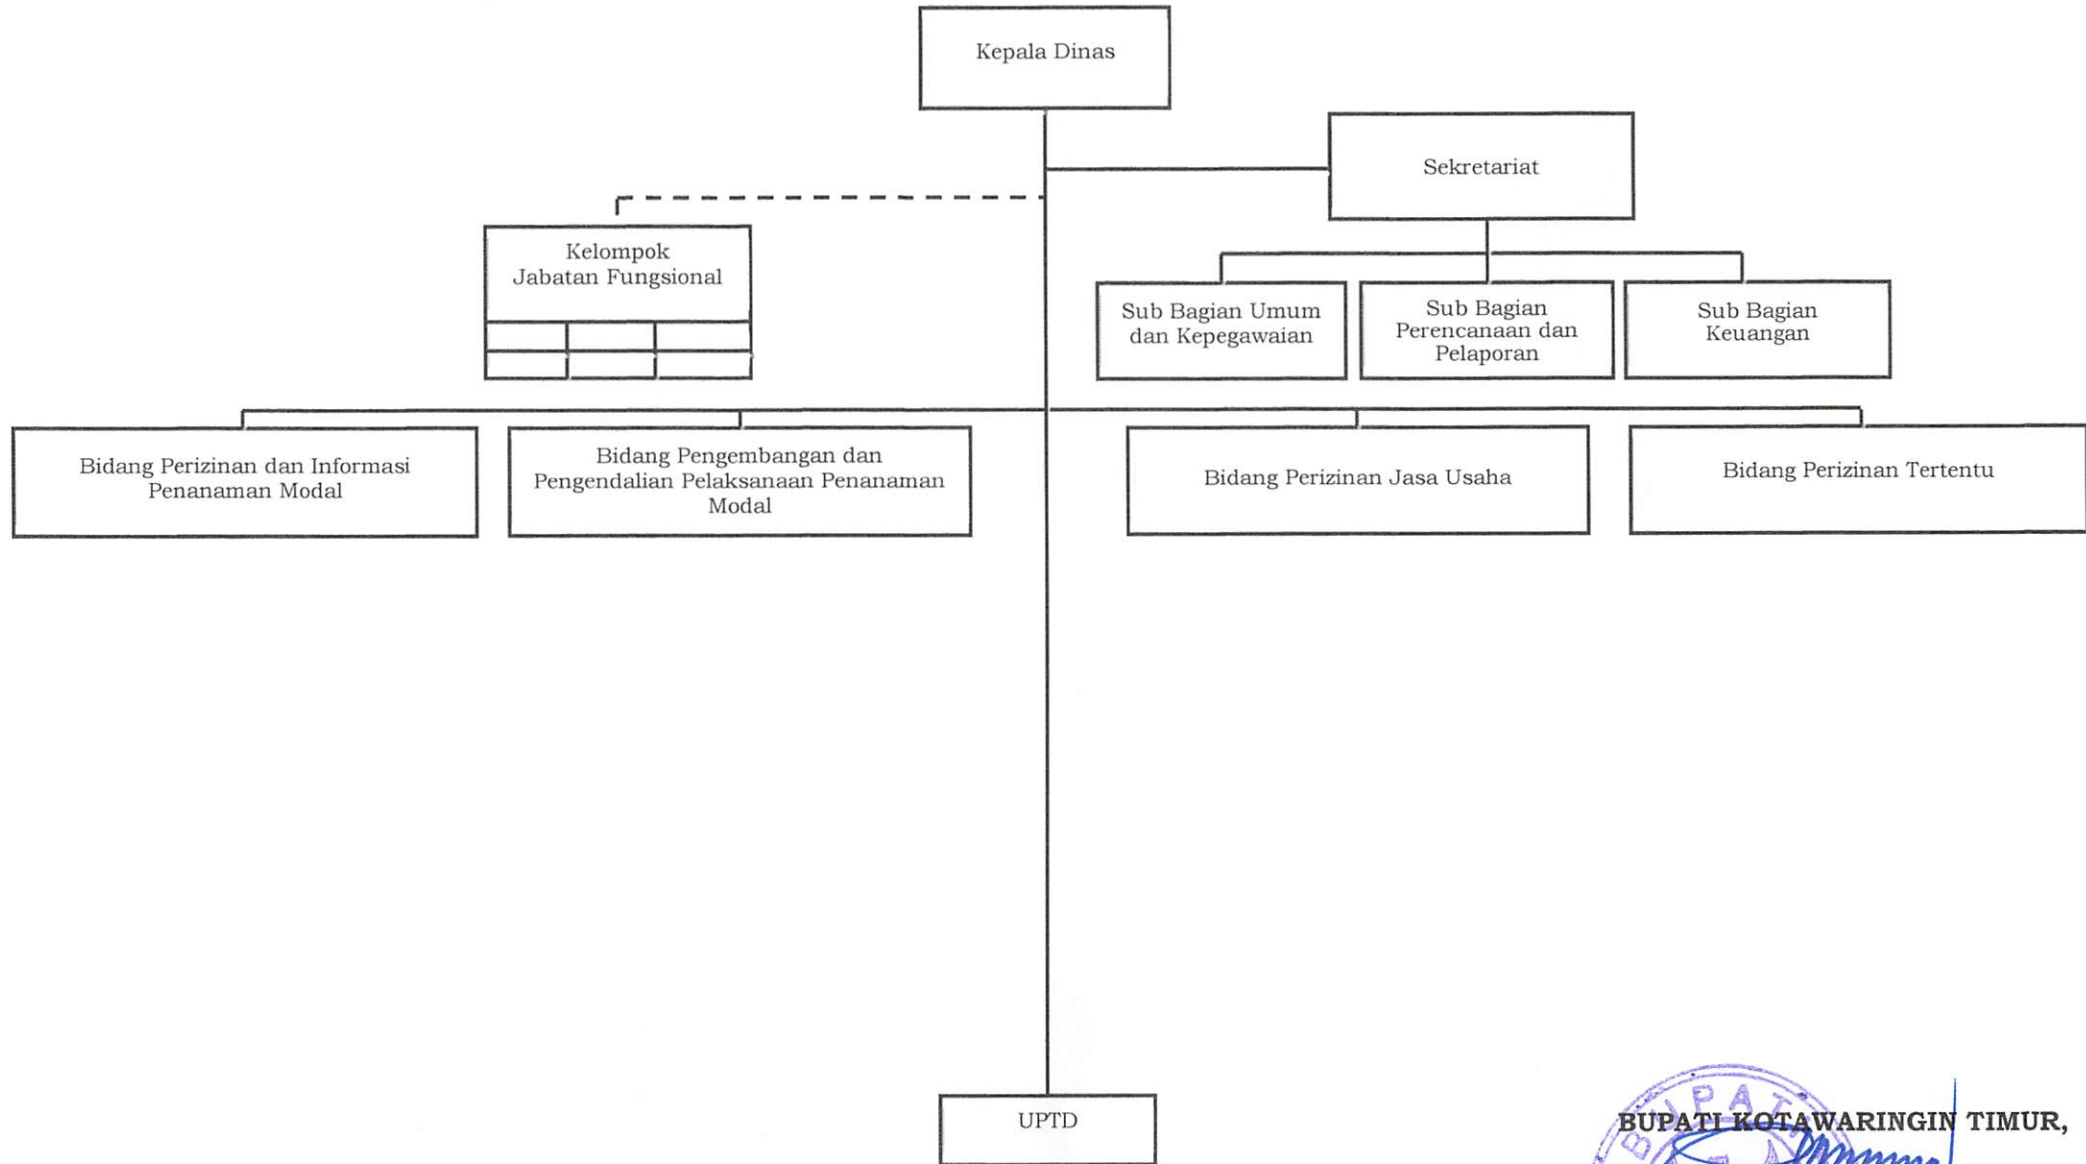 Kepala Dinas
Sekretariat
Kelompok
Jabatan Fungsional
Sub Bagian Umum
dan Kepegawaian
Sub Bagian
Perencanaan dan
Pelaporan
Sub Bagian
Keuangan
Bidang Perizinan dan Informasi
Penanaman Modal
Bidang Pengembangan dan
Pengendalian Pelaksanaan Penanaman
Modal
Bidang Perizinan Jasa Usaha
Bidang Perizinan Tertentu
UPTD
BUPATI
BUPATI KOTAWARINGIN TIMUR,